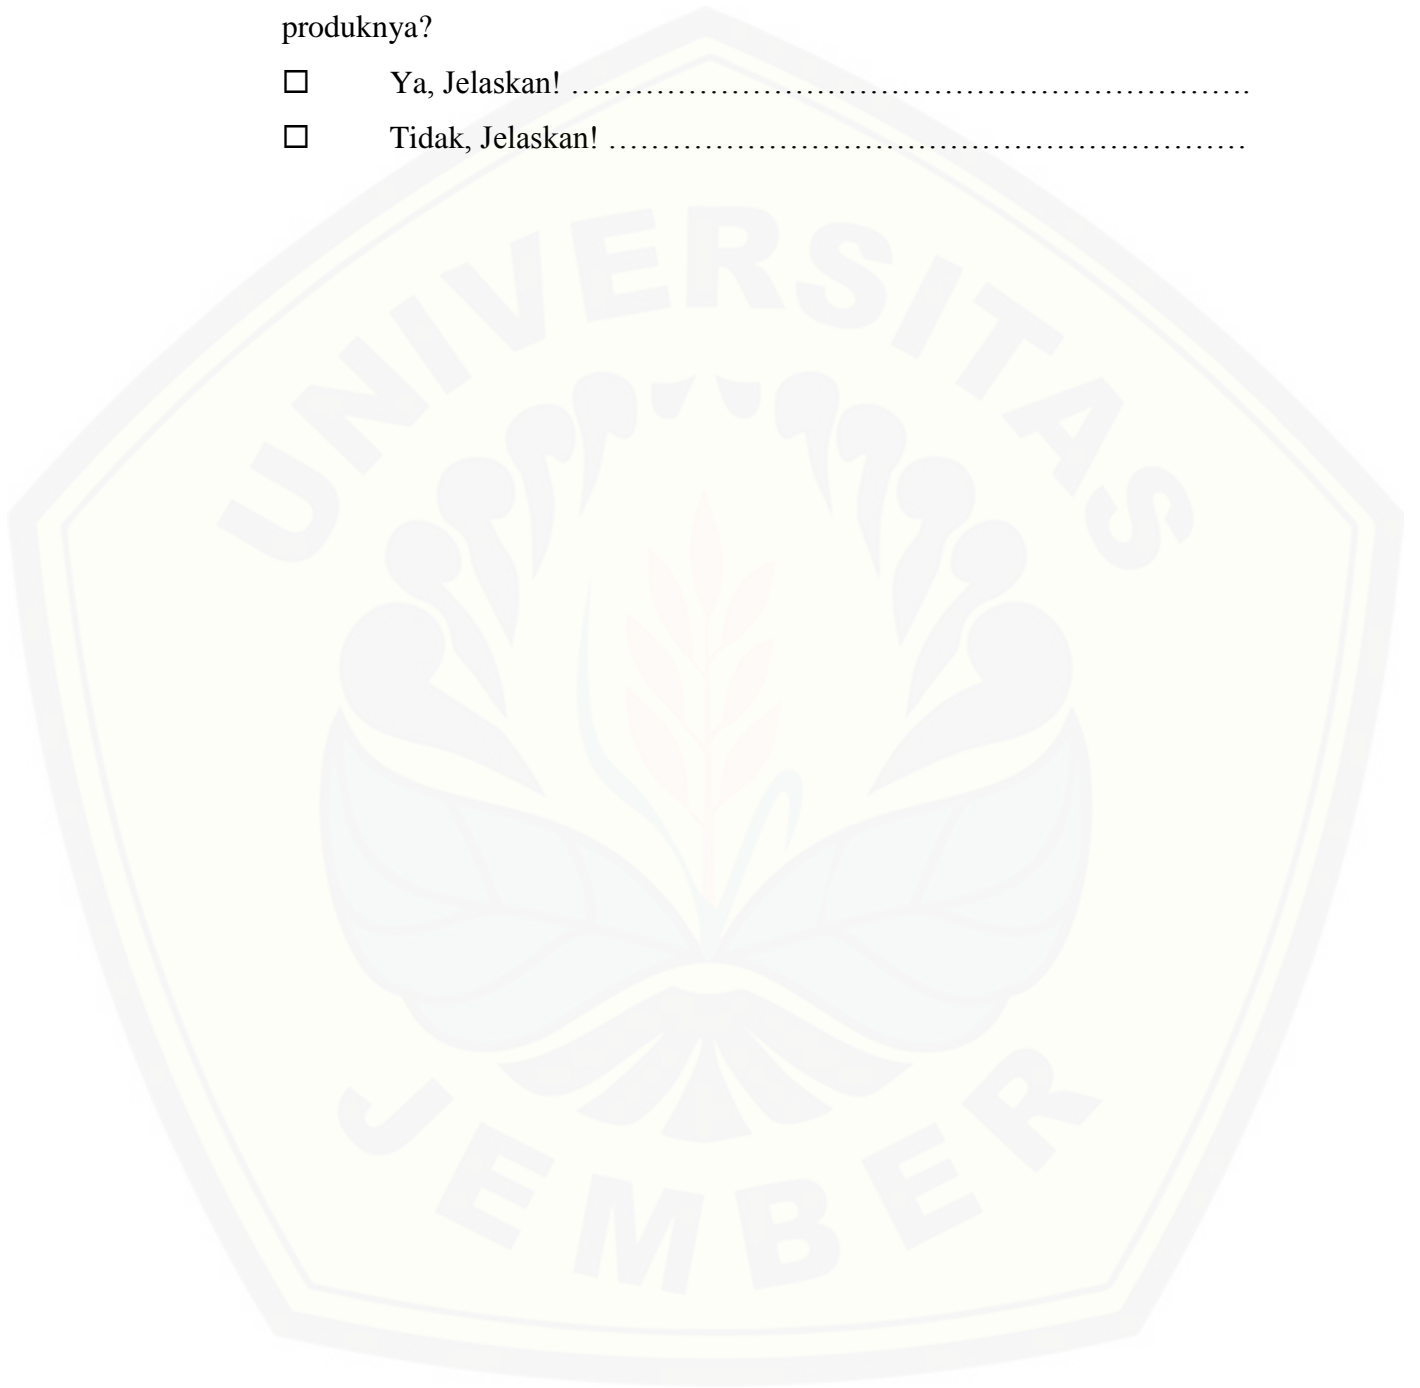 produknya?
☐ Ya, Jelaskan! ……………………………………………………….
☐ Tidak, Jelaskan! ……………………………………………………
UNIVERSITAS
JEMBER